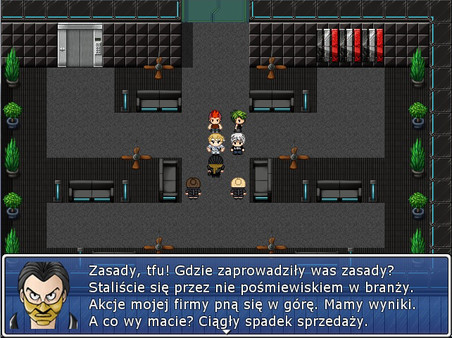 Zasady, tfu! Gdzie zaprowadziły was zasady?
Staliście się przez nie pośmiewiskiem w branży.
Akcje mojej firmy pną się w górę. Mamy wyniki.
A co wy macie? Ciągły spadek sprzedaży.